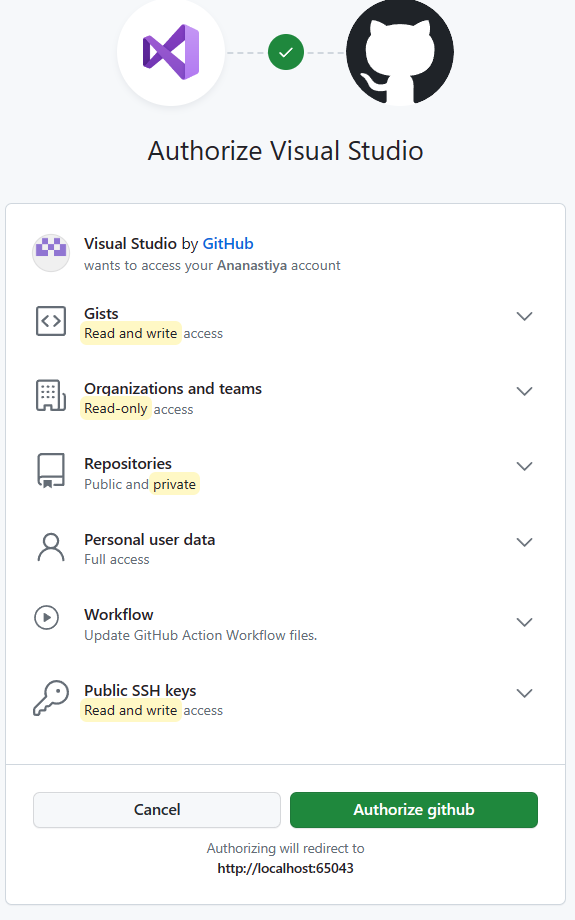 Authorize Visual Studio
Visual Studio by GitHub
wants to access your Ananastiya account
Gists
Read and write access
Organizations and teams
Read-only access
Repositories
Public and private
Personal user data
Full access
Workflow
Update GitHub Action Workflow files.
Public SSH keys
Read and write access
Cancel
Authorize github
Authorizing will redirect to
http://localhost:65043